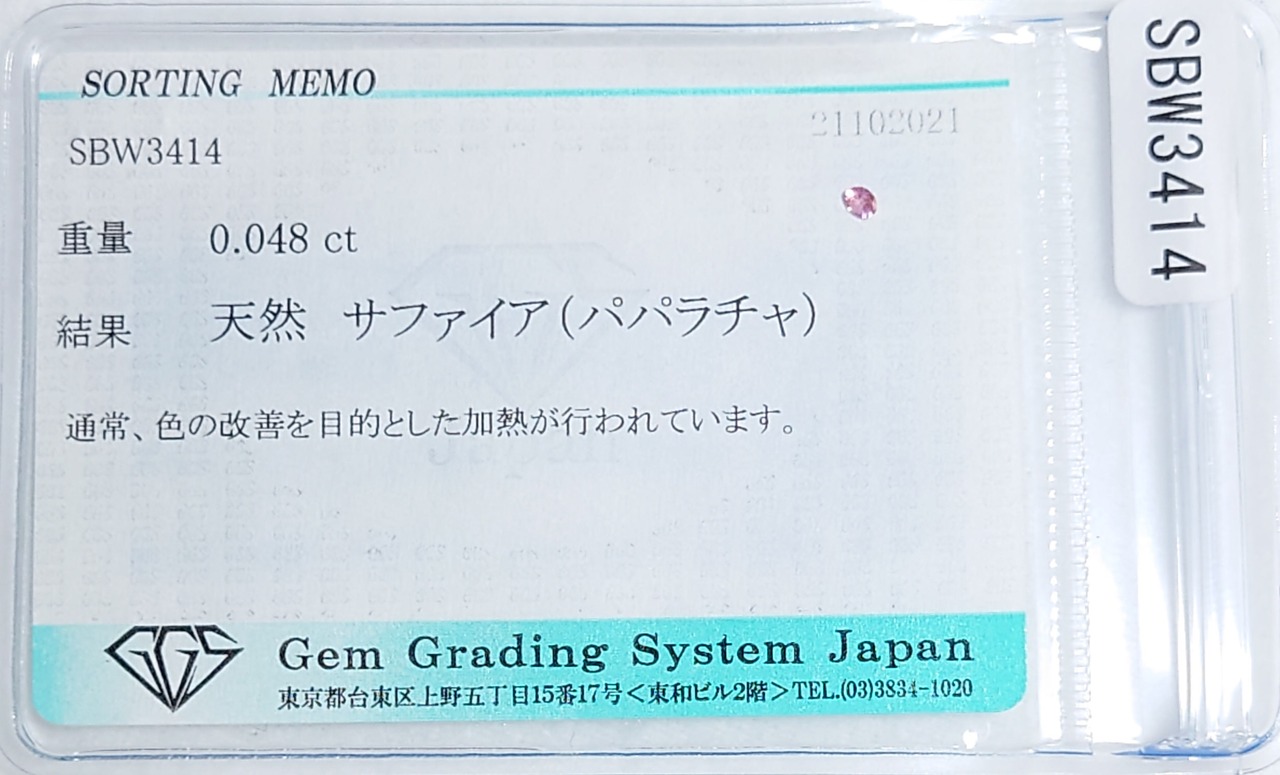 SORTING MEMO
21102021
SBW3414
重量 0.048 ct
結果 天然 サファイア(パパラチャ)
通常、色の改善を目的とした加熱が行われています。
GGS
Gem Grading System Japan
東京都台東区上野五丁目15番17号<東和ビル2階>TEL.(03)3834-1020
SBW3414